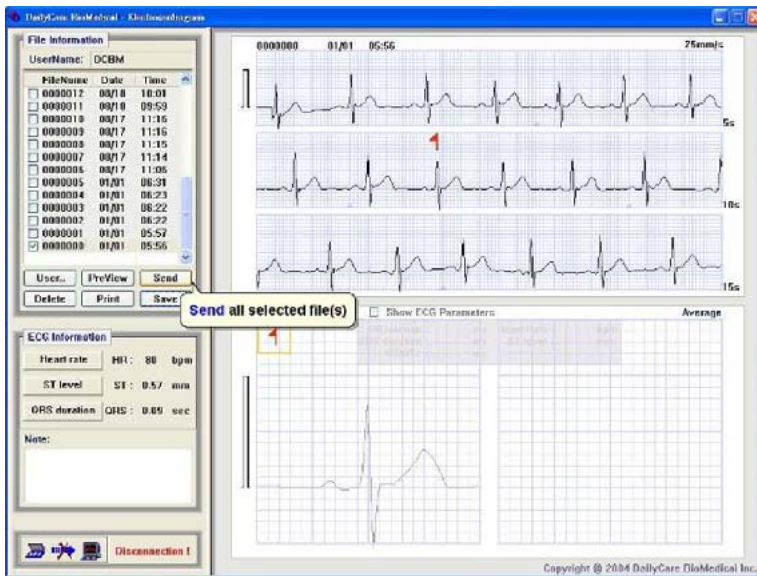 DailyCare BioMedical - Electrocardiogram
File Information
UserName: DCBM
FileName Date Time
0000012 08/18 10:01
0000011 08/18 09:59
0000010 08/17 11:16
0000009 08/17 11:16
0000008 08/17 11:15
0000007 08/17 11:14
0000006 08/17 11:06
0000005 01/01 06:31
0000004 01/01 06:23
0000003 01/01 06:22
0000002 01/01 06:22
0000001 01/01 05:57
0000000 01/01 05:56
User.. PreView Send
Delete Print Save
Send all selected file(s)
ECG Information
Heart rate HR: 80 bpm
ST level ST: 0.57 mm
QRS duration QRS: 0.09 sec
Note:
Disconnection !
0000000 01/01 05:56 25mm/s
5s
10s
15s
Show ECG Parameters Average
Copyright @ 2004 DailyCare BioMedical Inc.